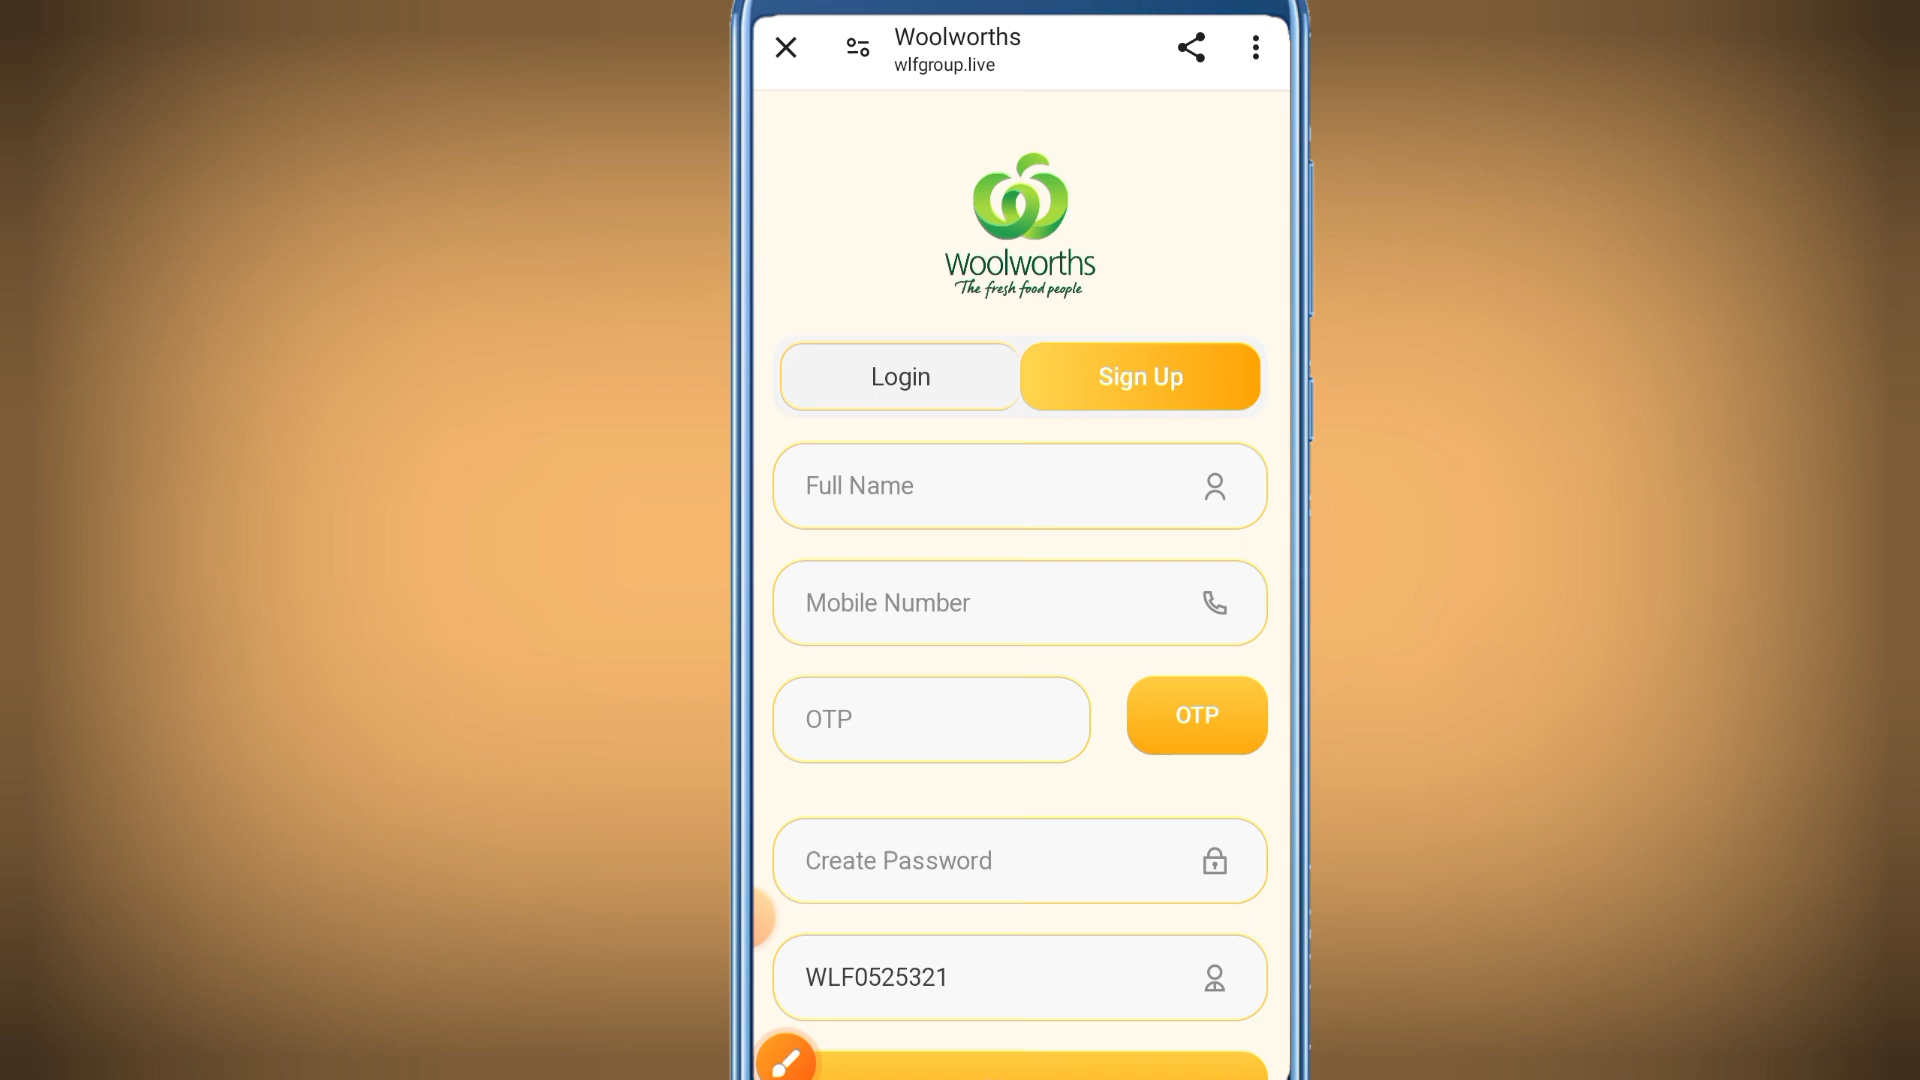 Woolworths
wlfgroup.live
Woolworths
The fresh food people
Login
Sign Up
Full Name
Mobile Number
OTP
OTP
Create Password
WLF0525321